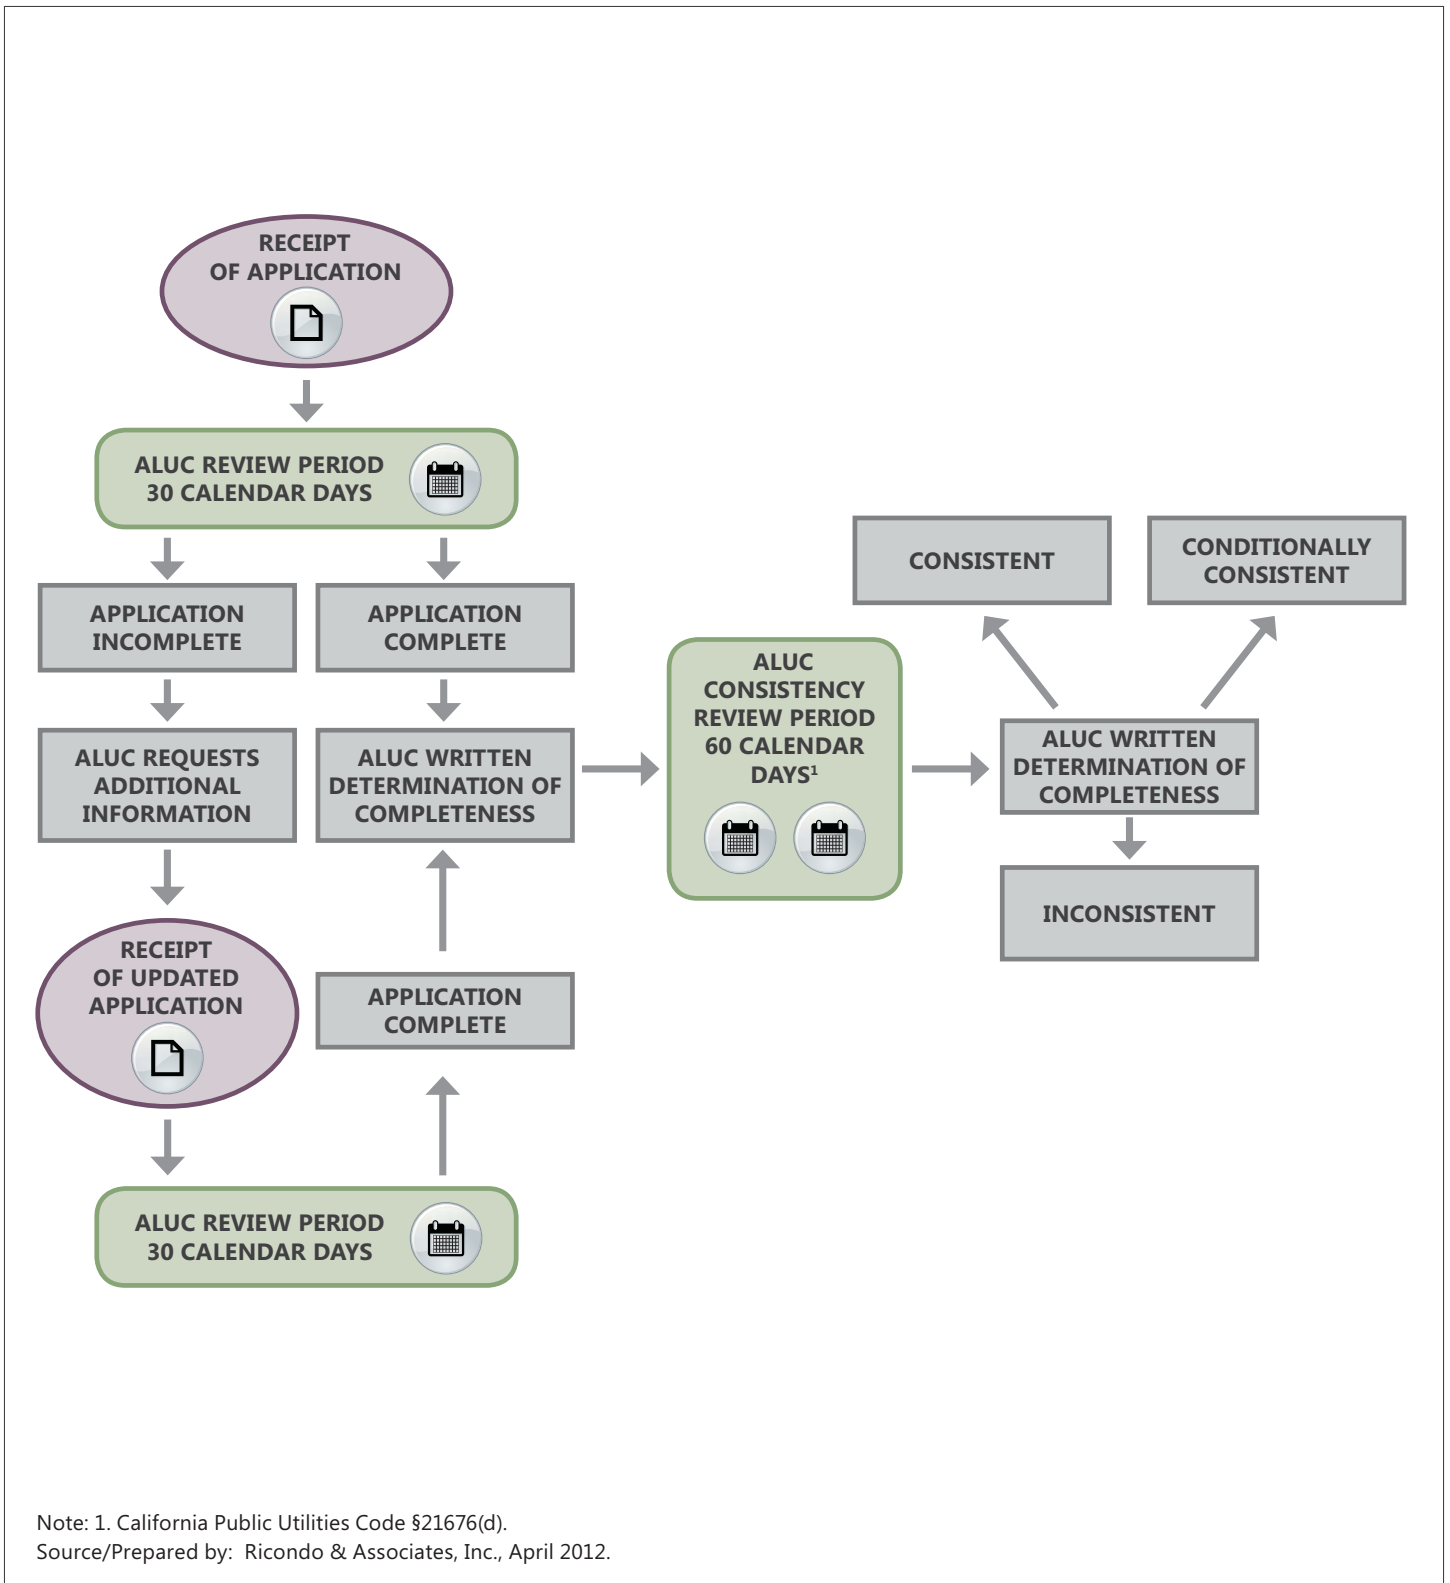 RECEIPT
OF APPLICATION
ALUC REVIEW PERIOD
30 CALENDAR DAYS
APPLICATION
INCOMPLETE
APPLICATION
COMPLETE
ALUC REQUESTS
ADDITIONAL
INFORMATION
ALUC WRITTEN
DETERMINATION OF
COMPLETENESS
RECEIPT
OF UPDATED
APPLICATION
APPLICATION
COMPLETE
ALUC REVIEW PERIOD
30 CALENDAR DAYS
ALUC
CONSISTENCY
REVIEW PERIOD
60 CALENDAR
DAYS¹
CONSISTENT
CONDITIONALLY
CONSISTENT
ALUC WRITTEN
DETERMINATION OF
COMPLETENESS
INCONSISTENT
Note: 1. California Public Utilities Code §21676(d).
Source/Prepared by: Ricondo & Associates, Inc., April 2012.